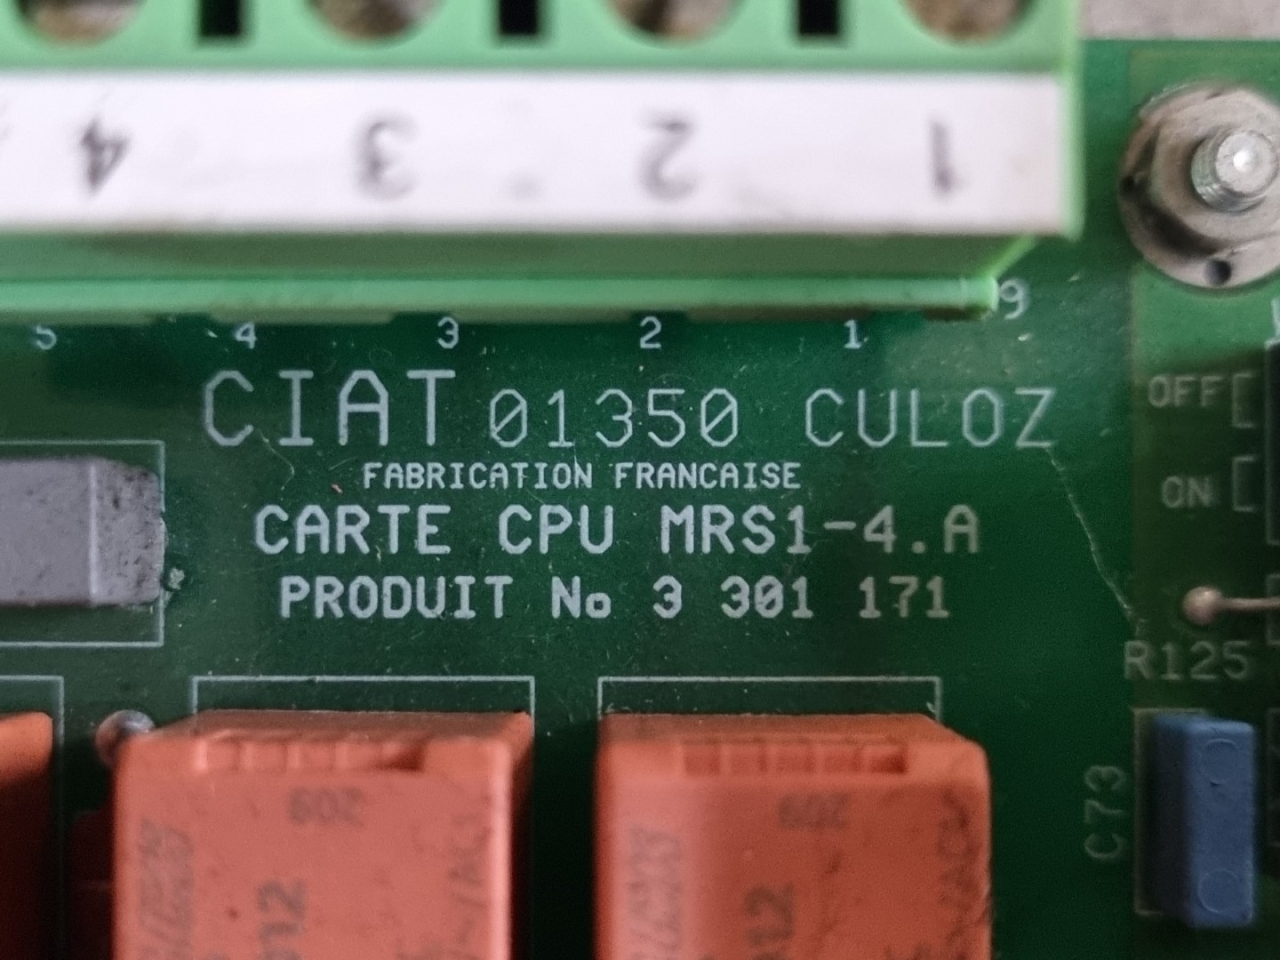 4 3 2 1
9
5 4 3 2 1
CIAT 01350 CULOZ
FABRICATION FRANCAISE
CARTE CPU MRS1-4.A
PRODUIT No 3 301 171
OFF
ON
R125
C73